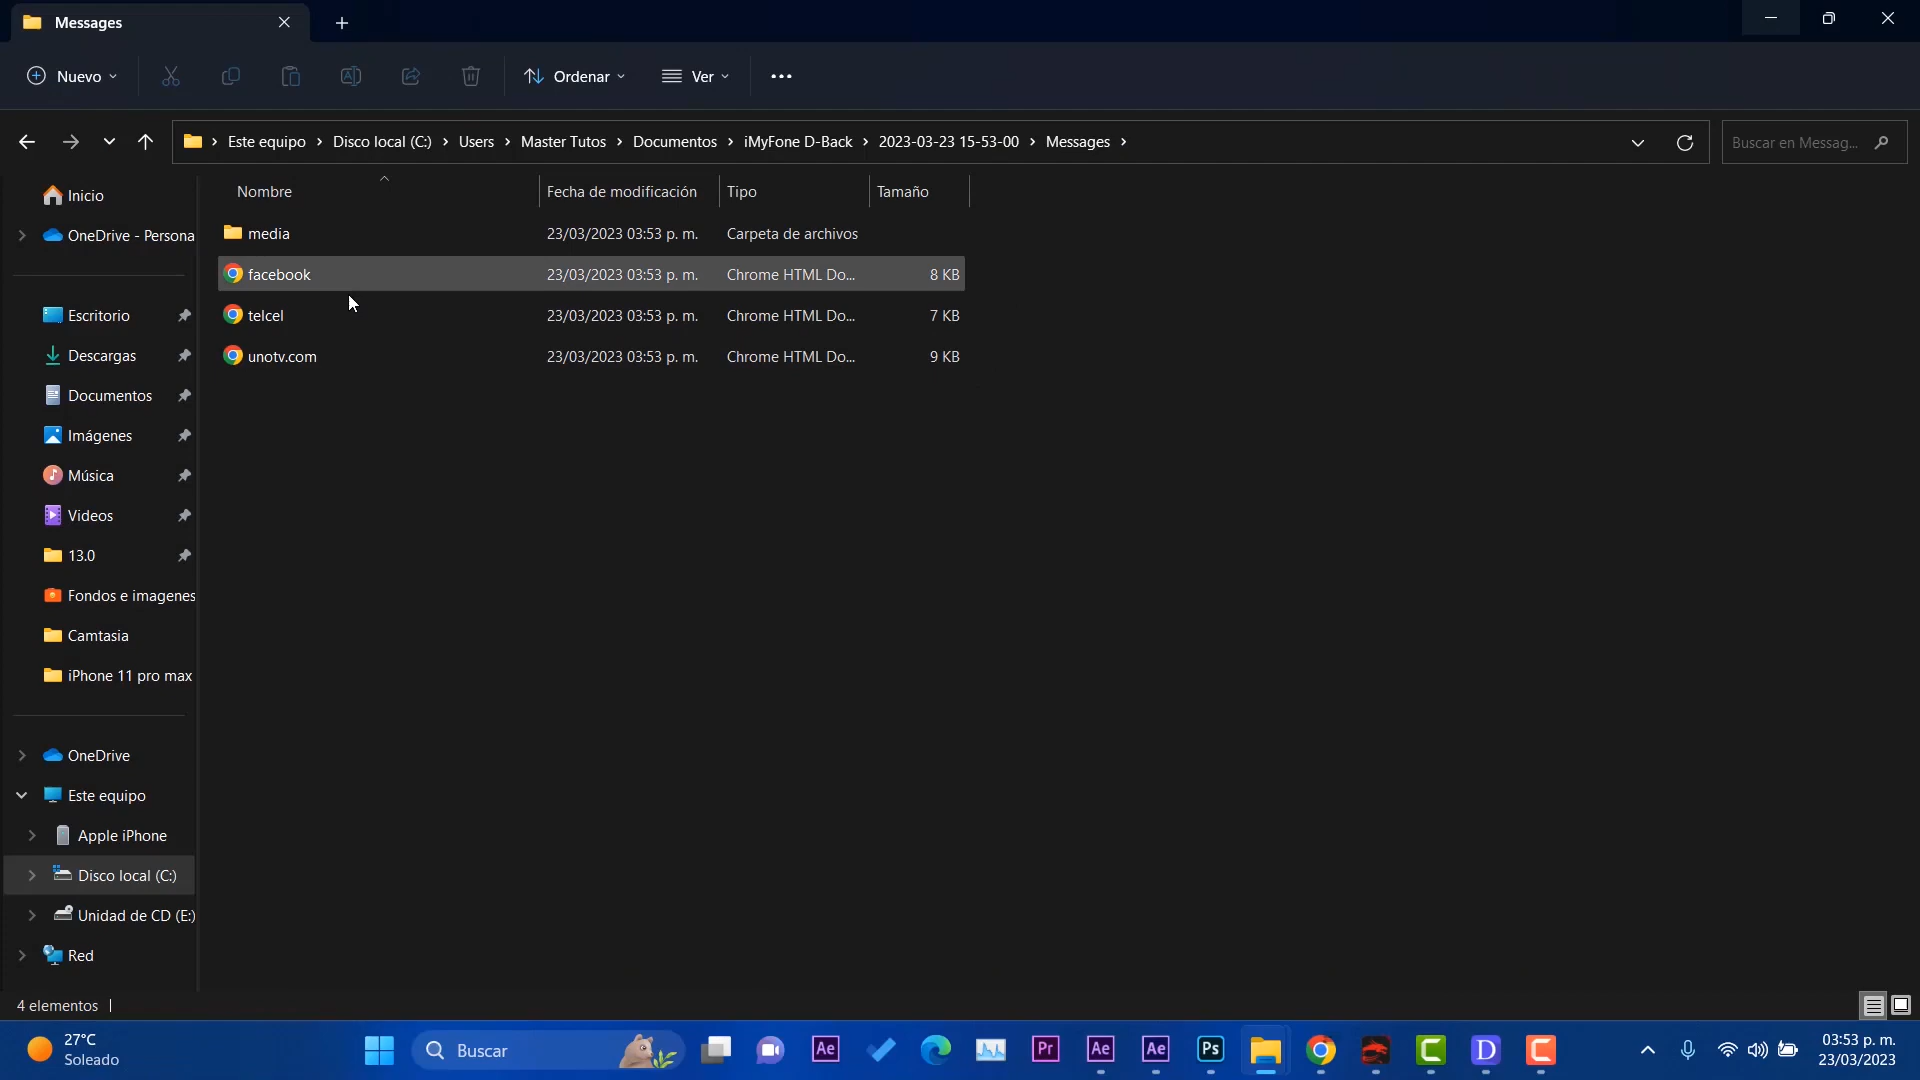 Messages
Nuevo
Ordenar
Ver
Este equipo
Disco local (C:)
Users
Master Tutos
Documentos
iMyFone D-Back
2023-03-23 15-53-00
Messages
Buscar en Messag...
Nombre
Fecha de modificación
Tipo
Tamaño
media
23/03/2023 03:53 p. m.
Carpeta de archivos
facebook
23/03/2023 03:53 p. m.
Chrome HTML Do...
8 KB
telcel
23/03/2023 03:53 p. m.
Chrome HTML Do...
7 KB
unotv.com
23/03/2023 03:53 p. m.
Chrome HTML Do...
9 KB
Inicio
OneDrive - Persona
Escritorio
Descargas
Documentos
Imágenes
Música
Videos
13.0
Fondos e imagenes
Camtasia
iPhone 11 pro max
OneDrive
Este equipo
Apple iPhone
Disco local (C:)
Unidad de CD (E:)
Red
4 elementos
27°C
Soleado
Buscar
Ae
Pr
Ae
Ae
Ps
C
D
C
03:53 p. m.
23/03/2023